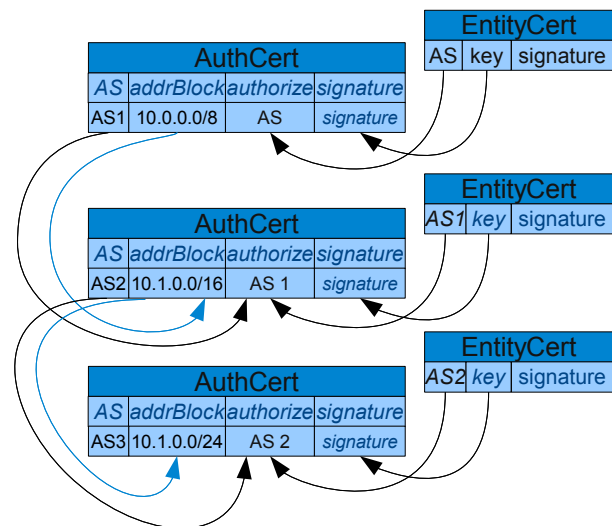 EntityCert
AS key signature
AuthCert
AS addrBlock authorize signature
AS1 10.0.0.0/8 AS signature
EntityCert
AS1 key signature
AuthCert
AS addrBlock authorize signature
AS2 10.1.0.0/16 AS 1 signature
EntityCert
AS2 key signature
AuthCert
AS addrBlock authorize signature
AS3 10.1.0.0/24 AS 2 signature